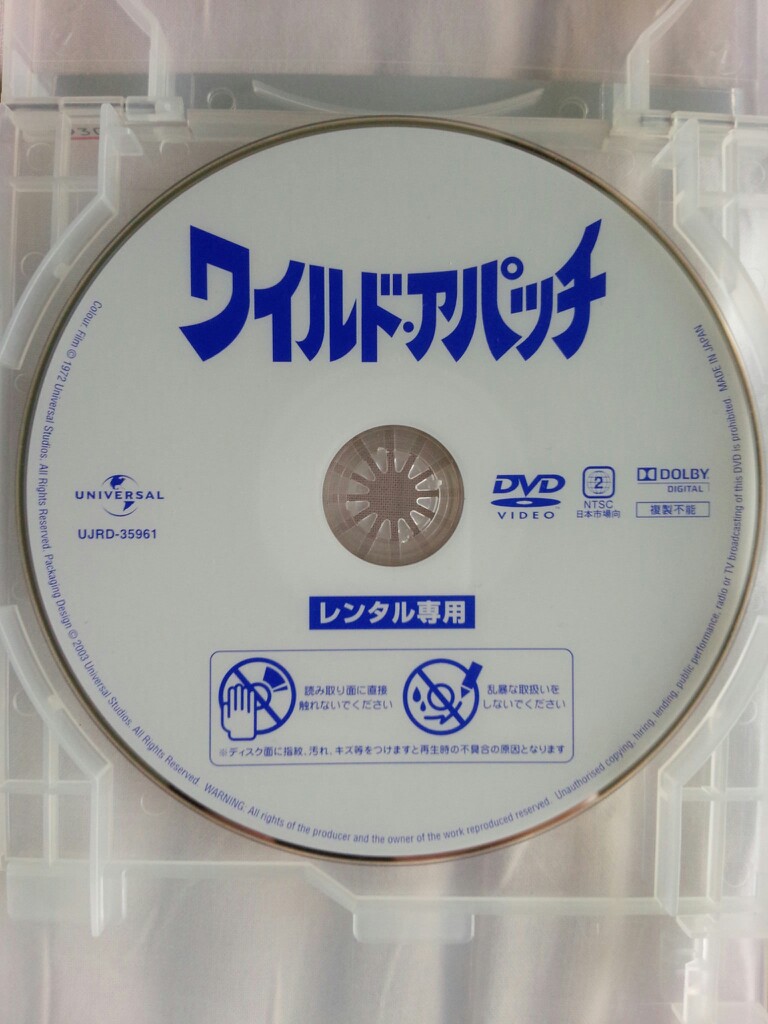 ワイルド・アパッチ
UNIVERSAL
UJRD-35961
DVD
VIDEO
2
NTSC
日本市場向
DOLBY
DIGITAL
複製不能
レンタル専用
読み取り面に直接
触れないでください
乱暴な取扱いを
しないでください
※ディスク面に指紋、汚れ、キズ等をつけますと再生時の不具合の原因となります
Colour. Film © 1972 Universal Studios. All Rights Reserved. Packaging Design © 2003 Universal Studios. All Rights Reserved. WARNING. All rights of the producer and the owner of the work reproduced reserved. Unauthorised copying, hiring, lending, public performance, radio or TV broadcasting of this DVD is prohibited. MADE IN JAPAN